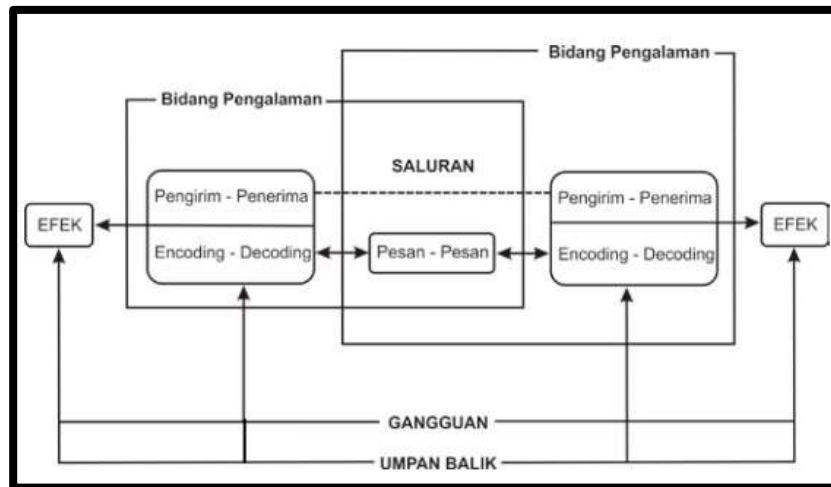 Bidang Pengalaman
Bidang Pengalaman
SALURAN
Pengirim - Penerima
Pengirim - Penerima
EFEK
EFEK
Encoding - Decoding
Pesan - Pesan
Encoding - Decoding
GANGGUAN
UMPAN BALIK